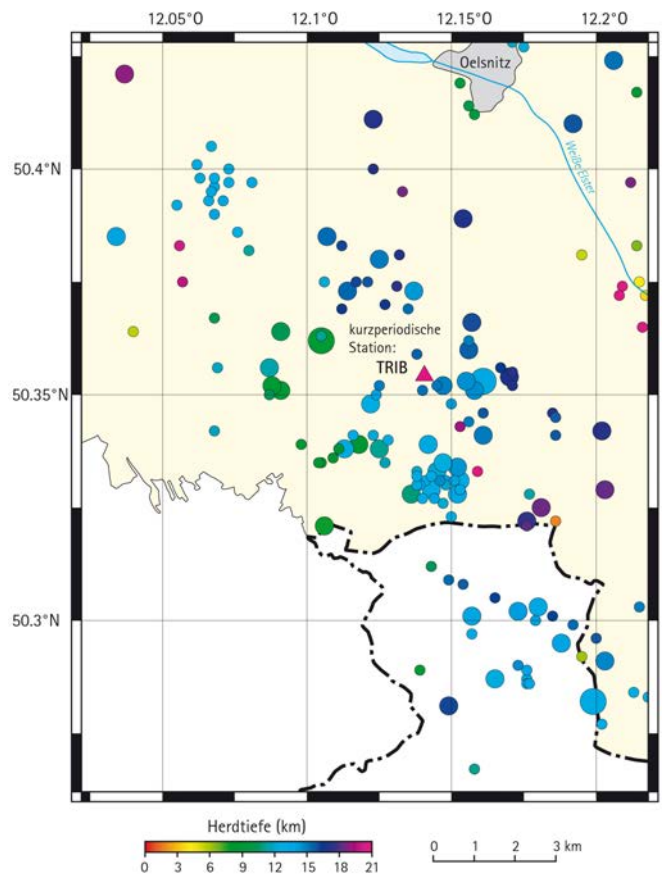 12.05°O 12.1°O 12.15°O 12.2°O
Oelsnitz
Weiße Elster
50.4°N
kurzperiodische
Station:
TRIB
50.35°N
50.3°N
Herdtiefe (km)
0 3 6 9 12 15 18 21
0 1 2 3 km